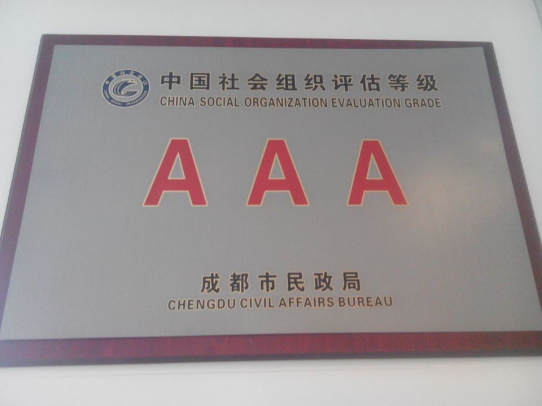 中国社会组织评估等级
CHINA SOCIAL ORGANIZATION EVALUATION GRADE
AAA
成都市民政局
CHENGDU CIVIL AFFAIRS BUREAU